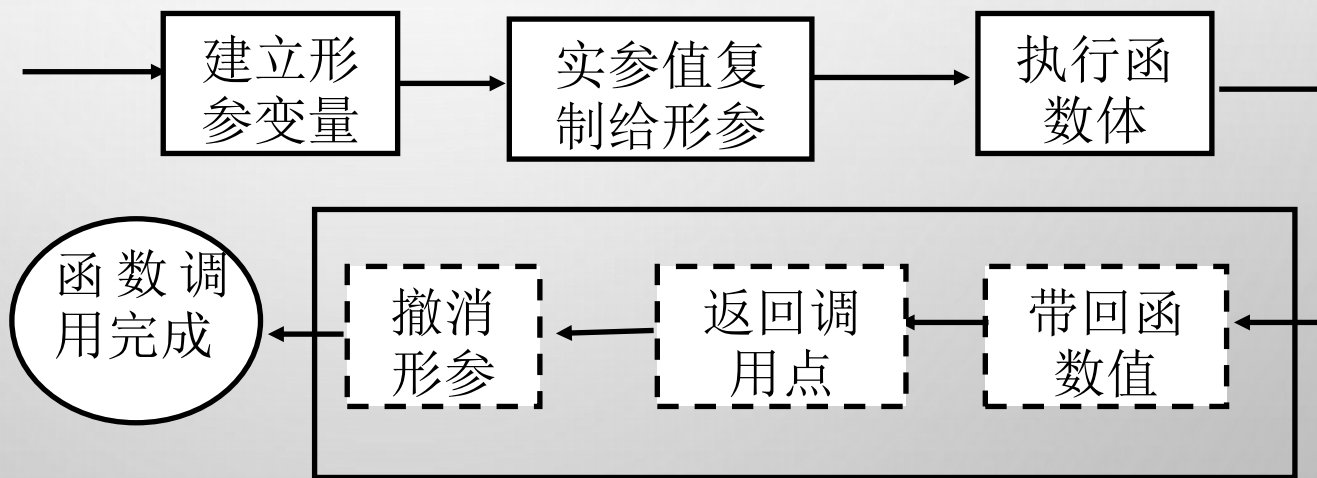 建立形
参变量
实参值复
制给形参
执行函
数体
带回函
数值
返回调
用点
撤消
形参
函数调
用完成